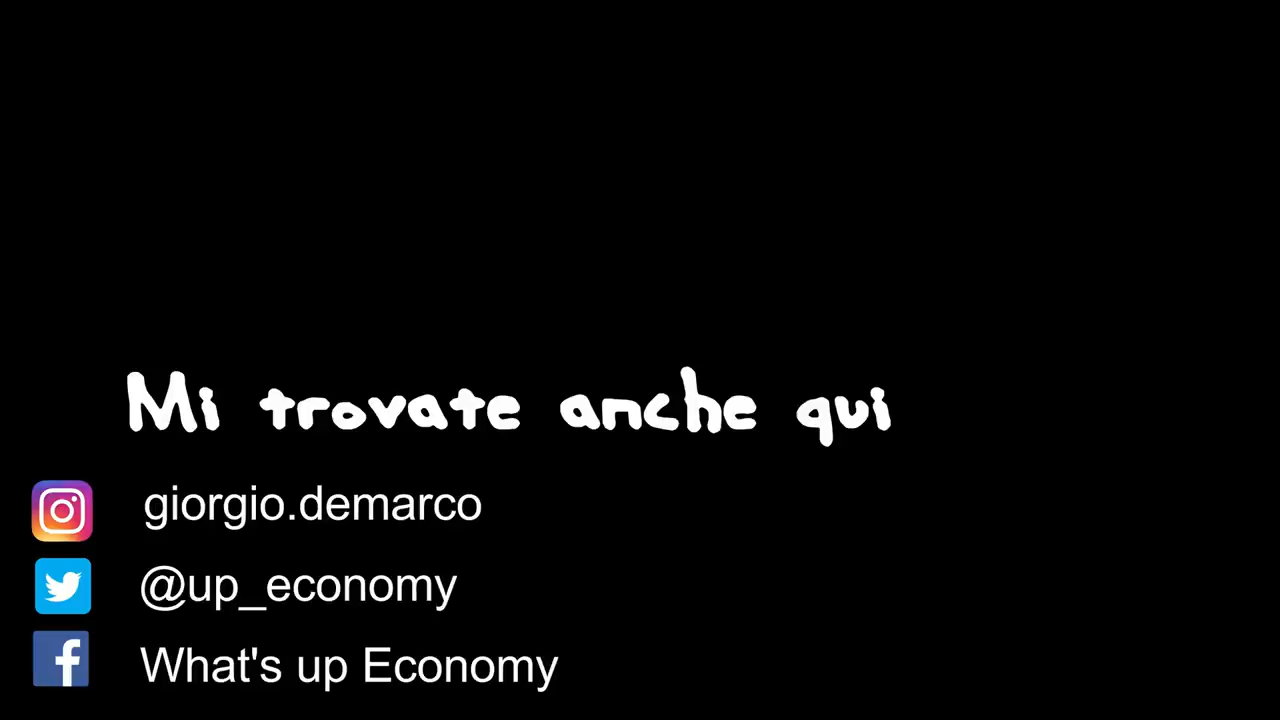 Mi trovate anche qui
giorgio.demarco
@up_economy
What's up Economy